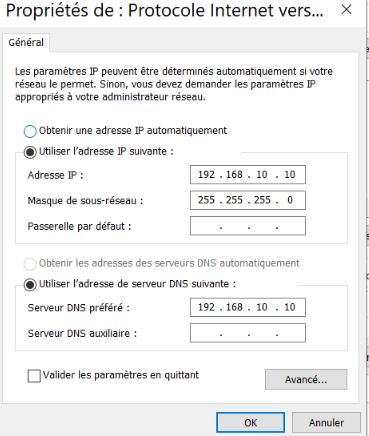 Propriétés de : Protocole Internet vers...
Général
Les paramètres IP peuvent être déterminés automatiquement si votre
réseau le permet. Sinon, vous devez demander les paramètres IP
appropriés à votre administrateur réseau.
Obtenir une adresse IP automatiquement
Utiliser l'adresse IP suivante :
Adresse IP : 192 . 168 . 10 . 10
Masque de sous-réseau : 255 . 255 . 255 . 0
Passerelle par défaut : . . .
Obtenir les adresses des serveurs DNS automatiquement
Utiliser l'adresse de serveur DNS suivante :
Serveur DNS préféré : 192 . 168 . 10 . 10
Serveur DNS auxiliaire : . . .
Valider les paramètres en quittant
Avancé...
OK Annuler